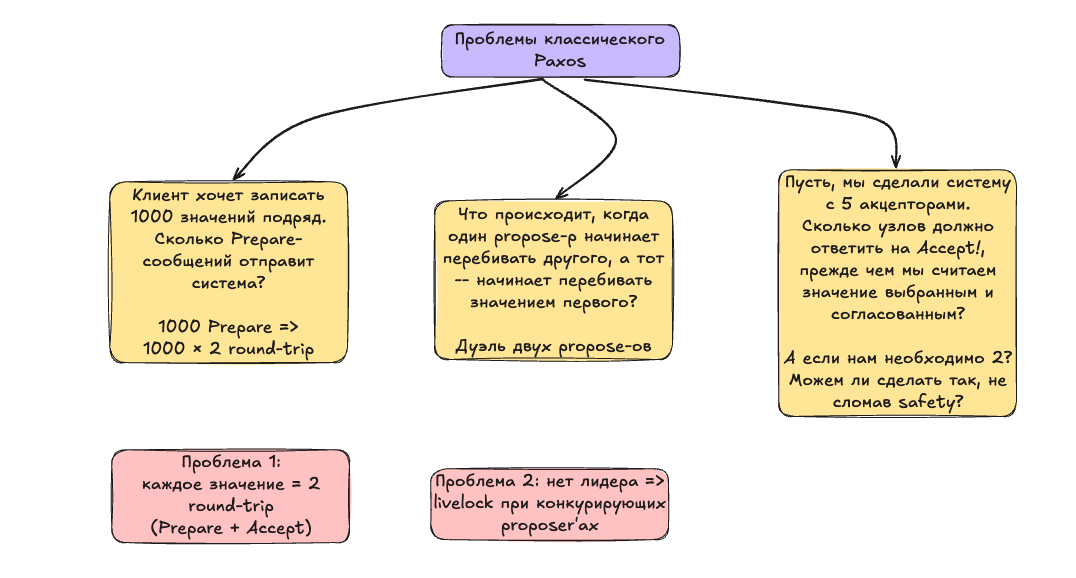 Проблемы классического
Paxos
Клиент хочет записать
1000 значений подряд.
Сколько Prepare-
сообщений отправит
система?
1000 Prepare =>
1000 × 2 round-trip
Что происходит, когда
один propose-р начинает
перебивать другого, а тот
-- начинает перебивать
значением первого?
Дуэль двух propose-ов
Пусть, мы сделали систему
с 5 акцепторами.
Сколько узлов должно
ответить на Accept!,
прежде чем мы считаем
значение выбранным и
согласованным?
А если нам необходимо 2?
Можем ли сделать так, не
сломав safety?
Проблема 1:
каждое значение = 2
round-trip
(Prepare + Accept)
Проблема 2: нет лидера =>
livelock при конкурирующих
proposer'ах